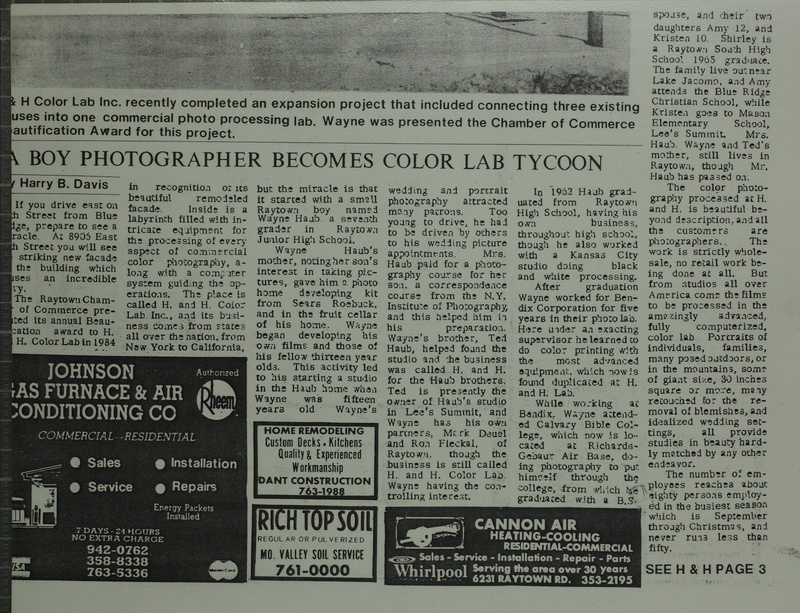 & H Color Lab Inc. recently completed an expansion project that included connecting three existing
uses into one commercial photo processing lab. Wayne was presented the Chamber of Commerce
eautification Award for this project.
A BOY PHOTOGRAPHER BECOMES COLOR LAB TYCOON
y Harry B. Davis
If you drive east on
h Street from Blue
dge, prepare to see a
racle. At 8905 East
h Street you will see
striking new facade
the building which
ses an incredible
ry.
The Raytown Cham-
of Commerce pre-
ted its annual Beau-
cation award to H.
H. Color Lab in 1984
in recognition of its
beautiful remodeled
facade. Inside is a
labyrinth filled with in-
tricate equipment for
the processing of every
aspect of commercial
color photography, a-
long with a computer
system guiding the op-
erations. The place is
called H. and H. Color
Lab Inc., and its busi-
ness comes from states
all over the nation, from
New York to California,
but the miracle is that
it started with a small
Raytown boy named
Wayne Haub a seventh
grader in Raytown
Junior High School.
Wayne Haub's
mother, noting her son's
interest in taking pic-
tures, gave him a photo
home developing kit
from Sears Roebuck,
and in the fruit cellar
of his home. Wayne
began developing his
own films and those of
his fellow thirteen year
olds. This activity led
to his starting a studio
in the Haub home when
Wayne was fifteen
years old Wayne's
wedding and portrait
photography attracted
many patrons. Too
young to drive, he had
to be driven by others
to his wedding picture
appointments. Mrs.
Haub paid for a photo-
graphy course for her
son, a correspondence
course from the N.Y.
Institute of Photography,
and this helped him in
his preparation.
Wayne's brother, Ted
Haub, helped found the
studio and the business
was called H. and H.
for the Haub brothers.
Ted is presently the
owner of Haub's studio
in Lee's Summit, and
Wayne has his own
partners, Mark Dauel
and Ron Fleckal, of
Raytown, though the
business is still called
H. and H. Color Lab.
Wayne having the con-
trolling interest.
In 1962 Haub grad-
uated from Raytown
High School, having his
own business,
throughout high school,
though he also worked
with a Kansas City
studio doing black
and white processing.
After graduation
Wayne worked for Ben-
dix Corporation for five
years in their photo lab.
Here under an exacting
supervisor he learned to
do color printing with
the most advanced
equipment, which now is
found duplicated at H.
and H. Lab.
While working at
Bendix, Wayne attend-
ed Calvary Bible Col-
lege, which now is lo-
cated at Richards-
Gebaur Air Base, do-
ing photography to put
himself through the
college, from which he
graduated with a B.S.
spouse, and their two
daughters Amy 12, and
Kristen 10. Shirley is
a Raytown South High
School 1965 graduate.
The family live out near
Lake Jacomo, and Amy
attends the Blue Ridge
Christian School, while
Kristen goes to Mason
Elementary School,
Lee's Summit. Mrs.
Haub, Wayne and Ted's
mother, still lives in
Raytown, though Mr.
Haub has passed on.
The color photo-
graphy processed at H.
and H. is beautiful be-
yond description, and all
the customers are
photographers. The
work is strictly whole-
sale, no retail work be-
ing done at all. But
from studios all over
America come the films
to be processed in the
amazingly advanced,
fully computerized,
color lab Portraits of
individuals, families,
many posed outdoors, or
in the mountains, some
of giant size, 30 inches
square or more, many
retouched for the re-
moval of blemishes, and
idealized wedding set-
tings, all provide
studies in beauty hard-
ly matched by any other
endeavor.
The number of em-
ployees reaches about
eighty persons employ-
ed in the busiest season
which is September
through Christmas, and
never runs less than
fifty.
SEE H & H PAGE 3
JOHNSON
GAS FURNACE & AIR
CONDITIONING CO
Authorized
Rheem
COMMERCIAL—RESIDENTIAL
Sales
Installation
Service
Repairs
Energy Packets
Installed
7 DAYS - 24 HOURS
NO EXTRA CHARGE
942-0762
358-8338
763-5336
VISA
MasterCard
HOME REMODELING
Custom Decks • Kitchens
Quality & Experienced
Workmanship
DANT CONSTRUCTION
763-1988
RICH TOP SOIL
REGULAR OR PULVERIZED
MO. VALLEY SOIL SERVICE
761-0000
CANNON AIR
HEATING-COOLING
RESIDENTIAL-COMMERCIAL
Sales - Service - Installation - Repair - Parts
Whirlpool
Serving the area over 30 years
6231 RAYTOWN RD. 353-2195